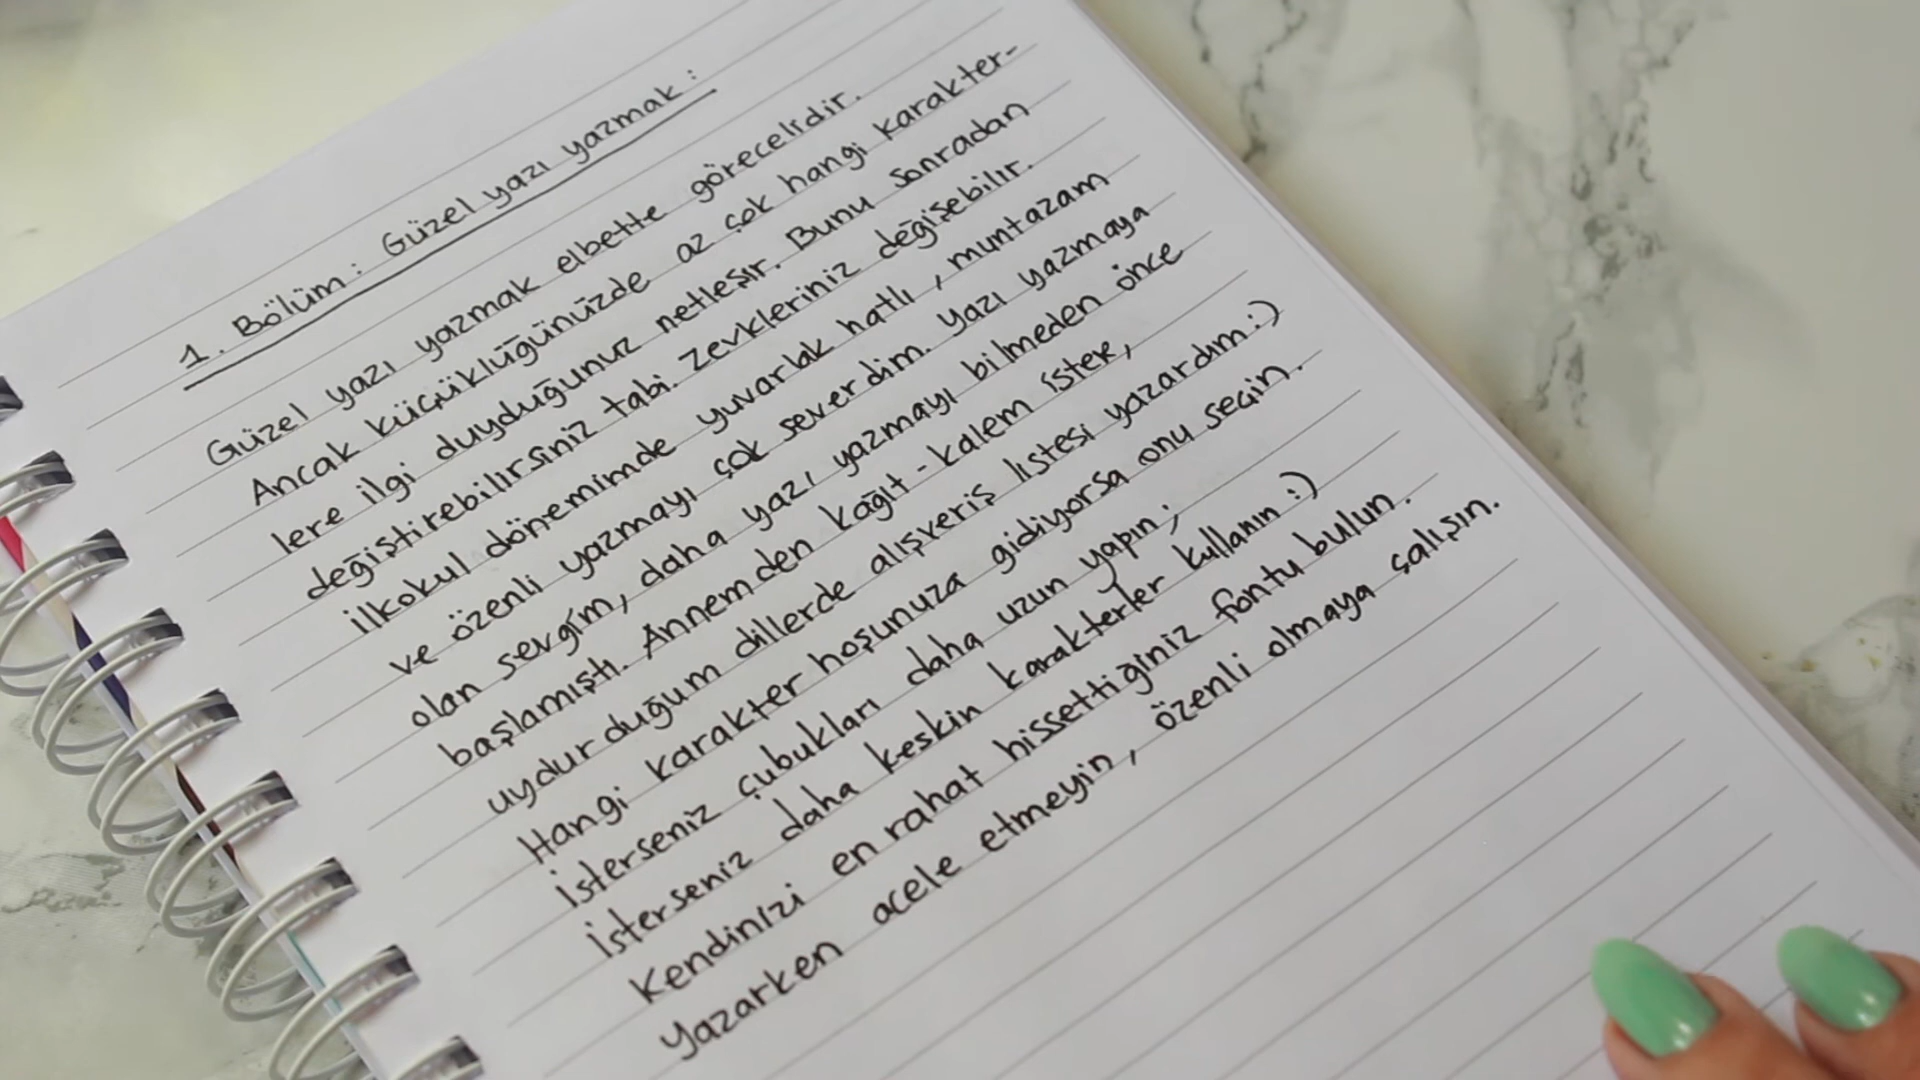 1. Bölüm: Güzel yazı yazmak:
Güzel yazı yazmak elbette görecelidir.
Ancak küçüklüğünüzde az çok hangi karakter-
lere ilgi duyduğunuz netleşir. Bunu sonradan
değiştirebilirsiniz tabi. Zevkleriniz değişebilir.
İlkokul dönemimde yuvarlak hatlı, muntazam
ve özenli yazmayı çok severdim. Yazı yazmaya
olan sevgim, daha yazı yazmayı bilmeden önce
başlamıştı. Annemden kağıt-kalem ister,
uydurduğum dillerde alışveriş listesi yazardım:)
Hangi karakter hoşunuza gidiyorsa onu seçin.
İsterseniz çubukları daha uzun yapın;
İsterseniz daha keskin karakterler kullanın:)
Kendinizi en rahat hissettiğiniz fontu bulun.
Yazarken acele etmeyin, özenli olmaya çalışın.